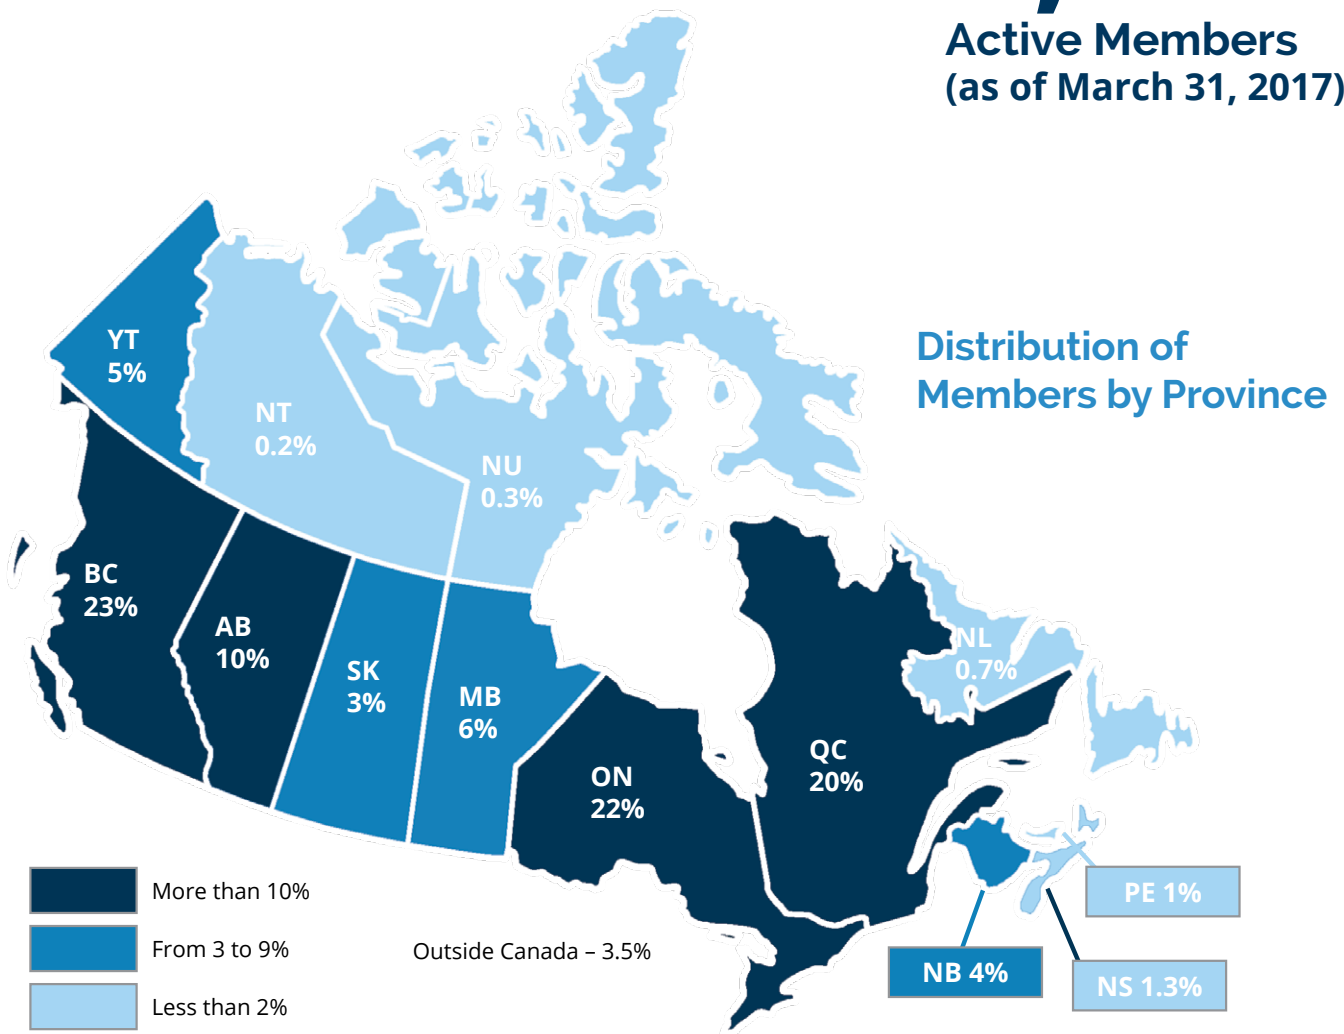 Active Members
(as of March 31, 2017)
Distribution of
Members by Province
YT
5%
NT
0.2%
NU
0.3%
BC
23%
AB
10%
SK
3%
MB
6%
ON
22%
QC
20%
NL
0.7%
PE 1%
NB 4%
NS 1.3%
More than 10%
From 3 to 9%
Less than 2%
Outside Canada – 3.5%